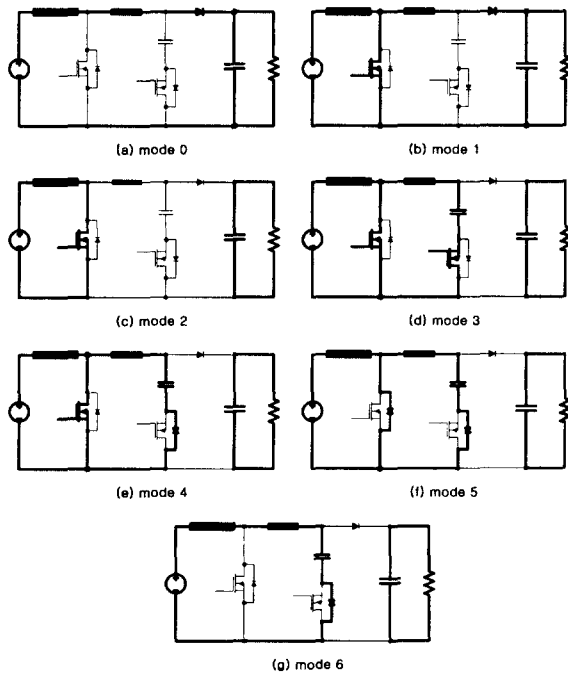 (a) mode 0
(b) mode 1
(c) mode 2
(d) mode 3
(e) mode 4
(f) mode 5
(g) mode 6